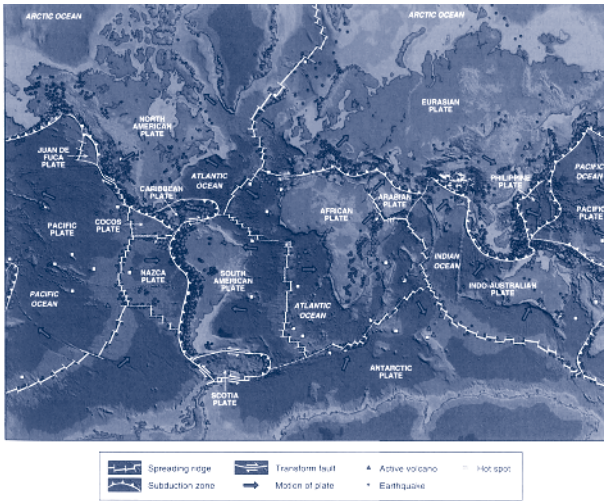 ARCTIC OCEAN
ARCTIC OCEAN
EURASIAN
PLATE
NORTH
AMERICAN
PLATE
JUAN DE
FUCA
PLATE
ATLANTIC
OCEAN
CARIBBEAN
PLATE
ARABIAN
PLATE
PHILIPPINE
PLATE
PACIFIC
OCEAN
PACIFIC
PLATE
COCOS
PLATE
AFRICAN
PLATE
PACIFIC
PLATE
INDIAN
OCEAN
NAZCA
PLATE
SOUTH
AMERICAN
PLATE
INDO-AUSTRALIAN
PLATE
PACIFIC
OCEAN
ATLANTIC
OCEAN
ANTARCTIC
PLATE
SCOTIA
PLATE
Spreading ridge
Transform fault
Active volcano
Hot spot
Subduction zone
Motion of plate
Earthquake